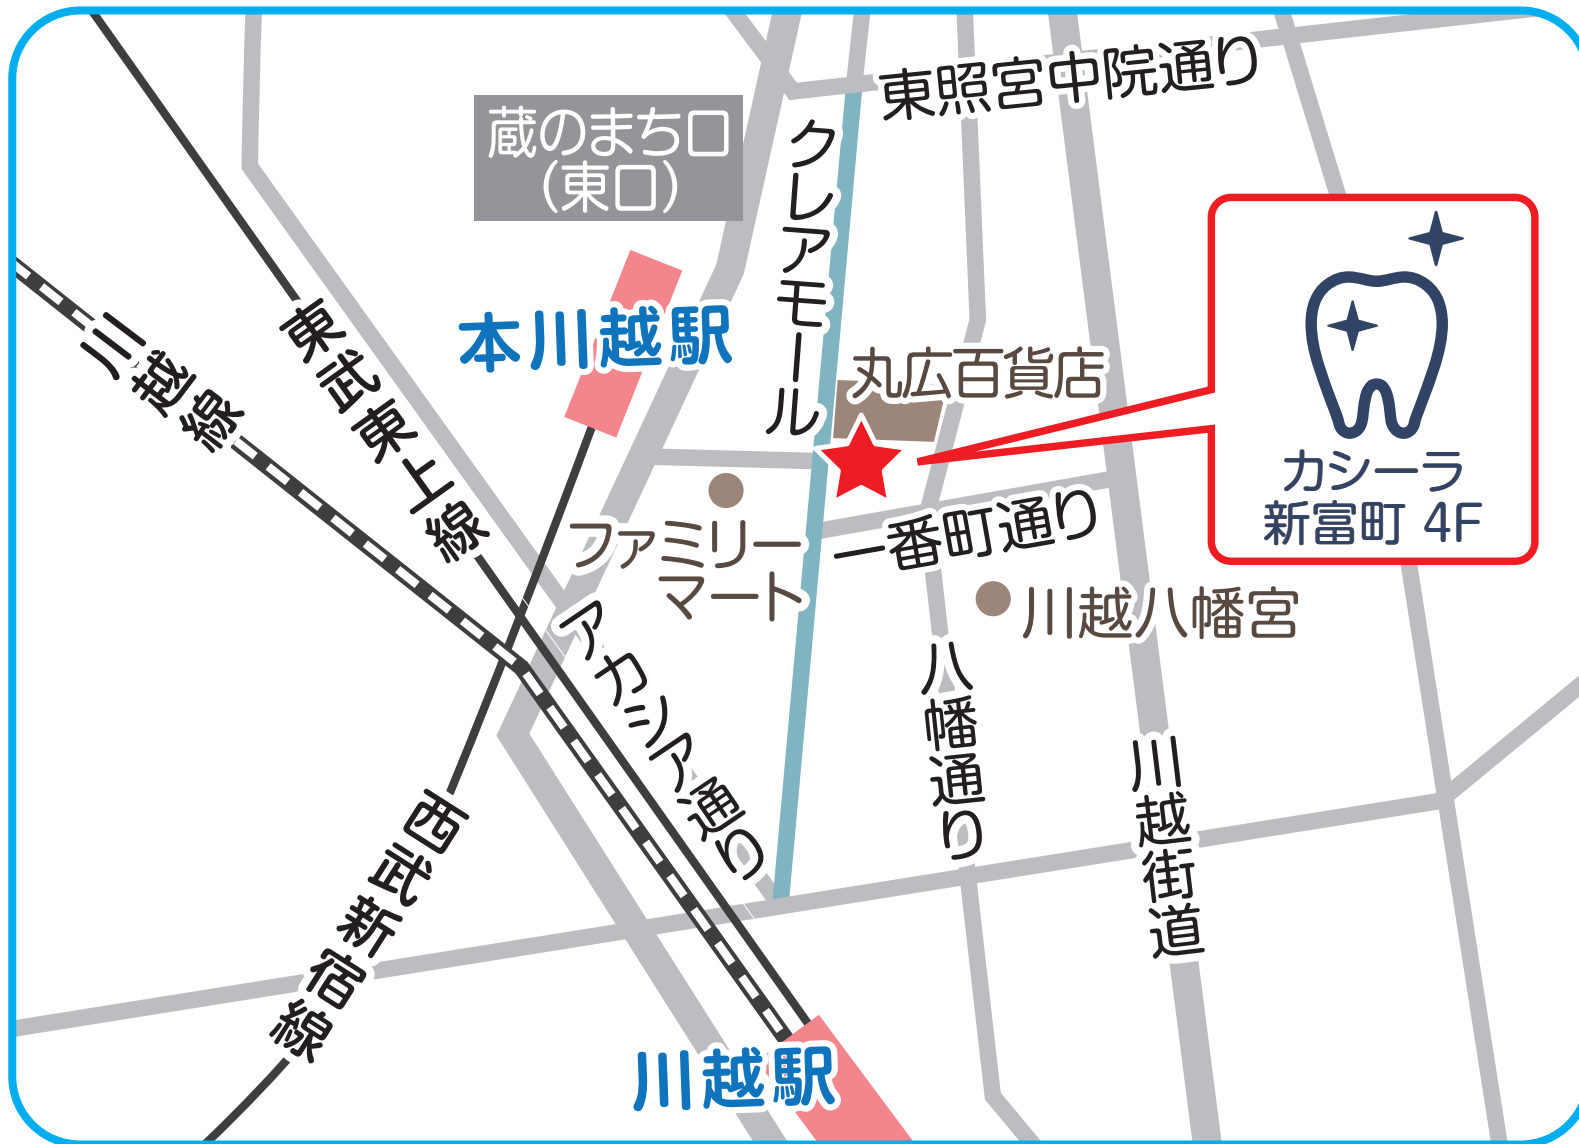 東照宮中院通り
蔵のまち口
（東口）
クレアモール
本川越駅
東武東上線
川越線
丸広百貨店
カシーラ
新富町 4F
ファミリー
マート
一番町通り
川越八幡宮
アカシア通り
八幡通り
川越街道
西武新宿線
川越駅